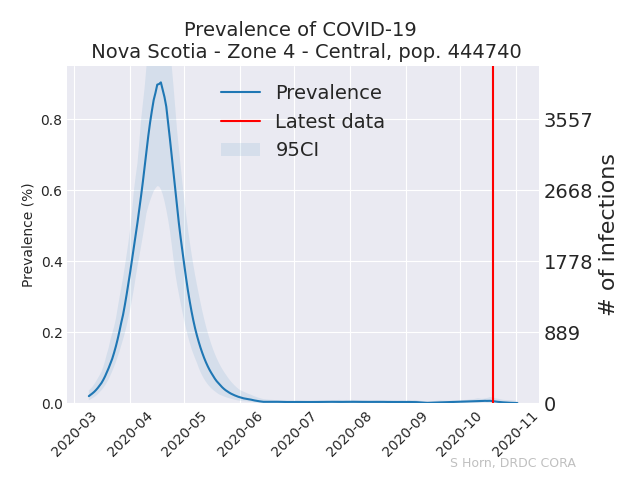 Prevalence of COVID-19
Nova Scotia - Zone 4 - Central, pop. 444740
Prevalence
Latest data
95CI
Prevalence (%)
0.8
0.6
0.4
0.2
0.0
3557
2668
1778
889
0
# of infections
2020-03
2020-04
2020-05
2020-06
2020-07
2020-08
2020-09
2020-10
2020-11
S Horn, DRDC CORA